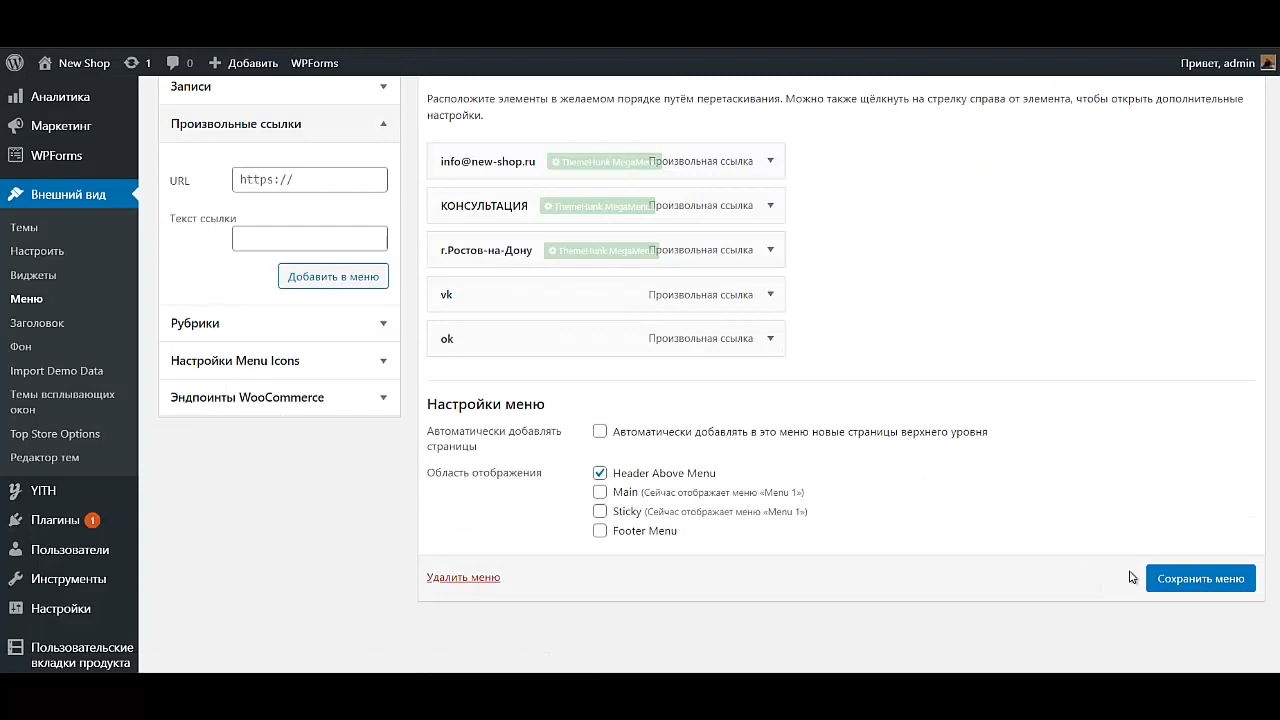 New Shop 1 0 Добавить WPForms Привет, admin
Аналитика
Маркетинг
WPForms
Внешний вид
Темы
Настроить
Виджеты
Меню
Заголовок
Фон
Import Demo Data
Темы всплывающих
окон
Top Store Options
Редактор тем
YITH
Плагины 1
Пользователи
Инструменты
Настройки
Пользовательские
вкладки продукта
Записи
Произвольные ссылки
URL https://
Текст ссылки
Добавить в меню
Рубрики
Настройки Menu Icons
Эндпоинты WooCommerce
Расположите элементы в желаемом порядке путём перетаскивания. Можно также щёлкнуть на стрелку справа от элемента, чтобы открыть дополнительные
настройки.
info@new-shop.ru ThemeHunk MegaMenu Произвольная ссылка
КОНСУЛЬТАЦИЯ ThemeHunk MegaMenu Произвольная ссылка
г.Ростов-на-Дону ThemeHunk MegaMenu Произвольная ссылка
vk Произвольная ссылка
ok Произвольная ссылка
Настройки меню
Автоматически добавлять
страницы
Автоматически добавлять в это меню новые страницы верхнего уровня
Область отображения
Header Above Menu
Main (Сейчас отображает меню «Menu 1»)
Sticky (Сейчас отображает меню «Menu 1»)
Footer Menu
Удалить меню
Сохранить меню